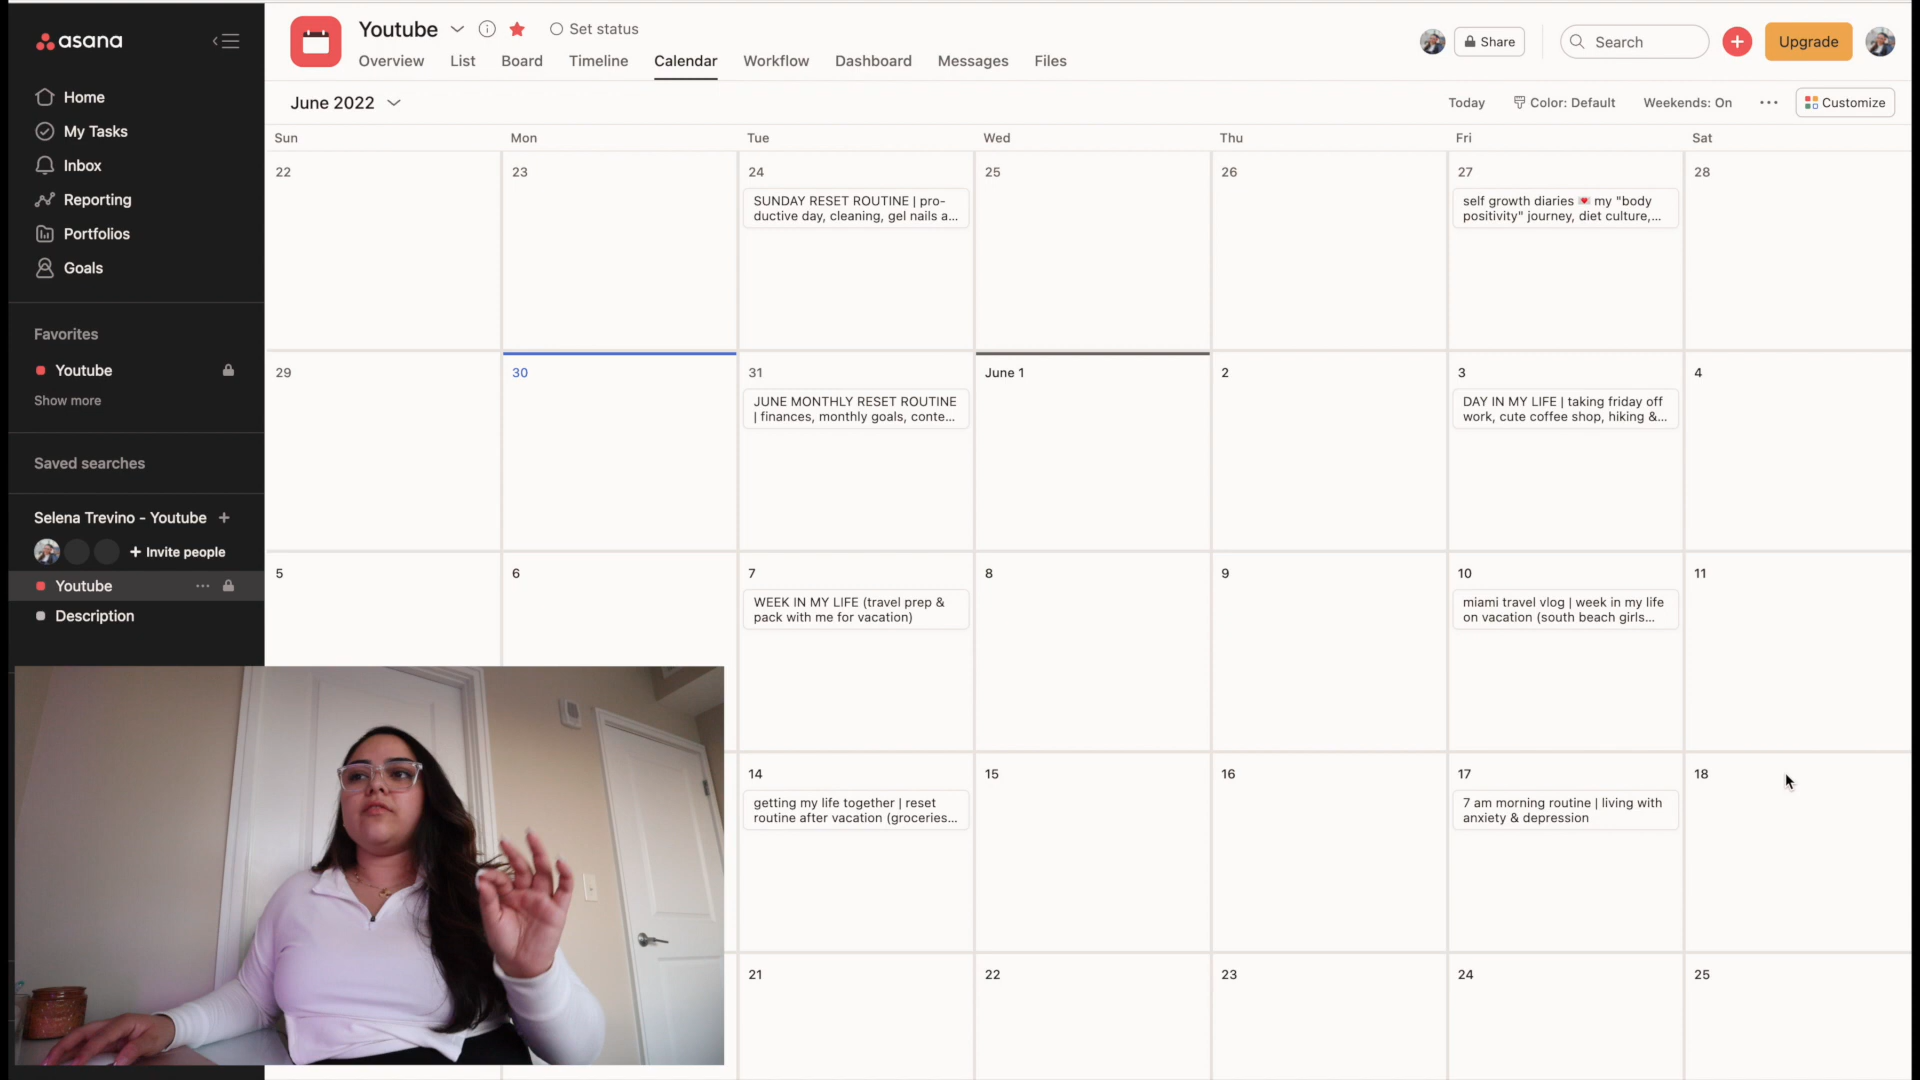 asana
Home
My Tasks
Inbox
Reporting
Portfolios
Goals
Favorites
Youtube
Show more
Saved searches
Selena Trevino - Youtube +
+ Invite people
Youtube ...
Description
Youtube
Set status
Overview List Board Timeline Calendar Workflow Dashboard Messages Files
Share
Search
+
Upgrade
June 2022
Today Color: Default Weekends: On ... Customize
Sun Mon Tue Wed Thu Fri Sat
22 23 24 25 26 27 28
SUNDAY RESET ROUTINE | pro-
ductive day, cleaning, gel nails a...
self growth diaries 💌 my "body
positivity" journey, diet culture,...
29 30 31 June 1 2 3 4
JUNE MONTHLY RESET ROUTINE
| finances, monthly goals, conte...
DAY IN MY LIFE | taking friday off
work, cute coffee shop, hiking &...
5 6 7 8 9 10 11
WEEK IN MY LIFE (travel prep &
pack with me for vacation)
miami travel vlog | week in my life
on vacation (south beach girls...
14 15 16 17 18
getting my life together | reset
routine after vacation (groceries...
7 am morning routine | living with
anxiety & depression
21 22 23 24 25